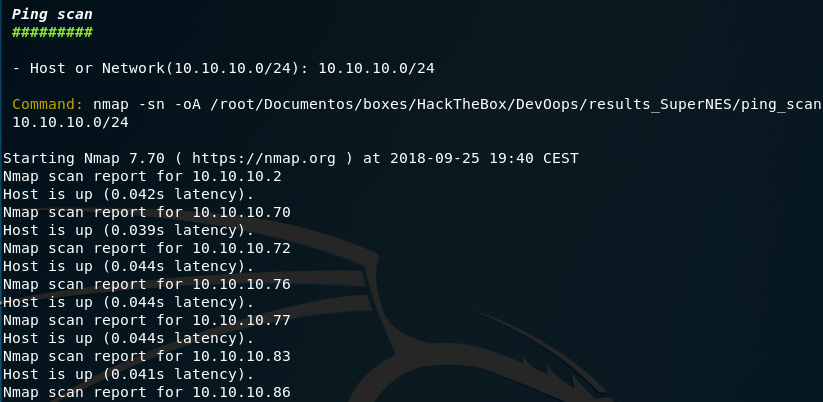 Ping scan
#########
- Host or Network(10.10.10.0/24): 10.10.10.0/24
Command: nmap -sn -oA /root/Documentos/boxes/HackTheBox/DevOops/results_SuperNES/ping_scan
10.10.10.0/24
Starting Nmap 7.70 ( https://nmap.org ) at 2018-09-25 19:40 CEST
Nmap scan report for 10.10.10.2
Host is up (0.042s latency).
Nmap scan report for 10.10.10.70
Host is up (0.039s latency).
Nmap scan report for 10.10.10.72
Host is up (0.044s latency).
Nmap scan report for 10.10.10.76
Host is up (0.044s latency).
Nmap scan report for 10.10.10.77
Host is up (0.044s latency).
Nmap scan report for 10.10.10.83
Host is up (0.041s latency).
Nmap scan report for 10.10.10.86